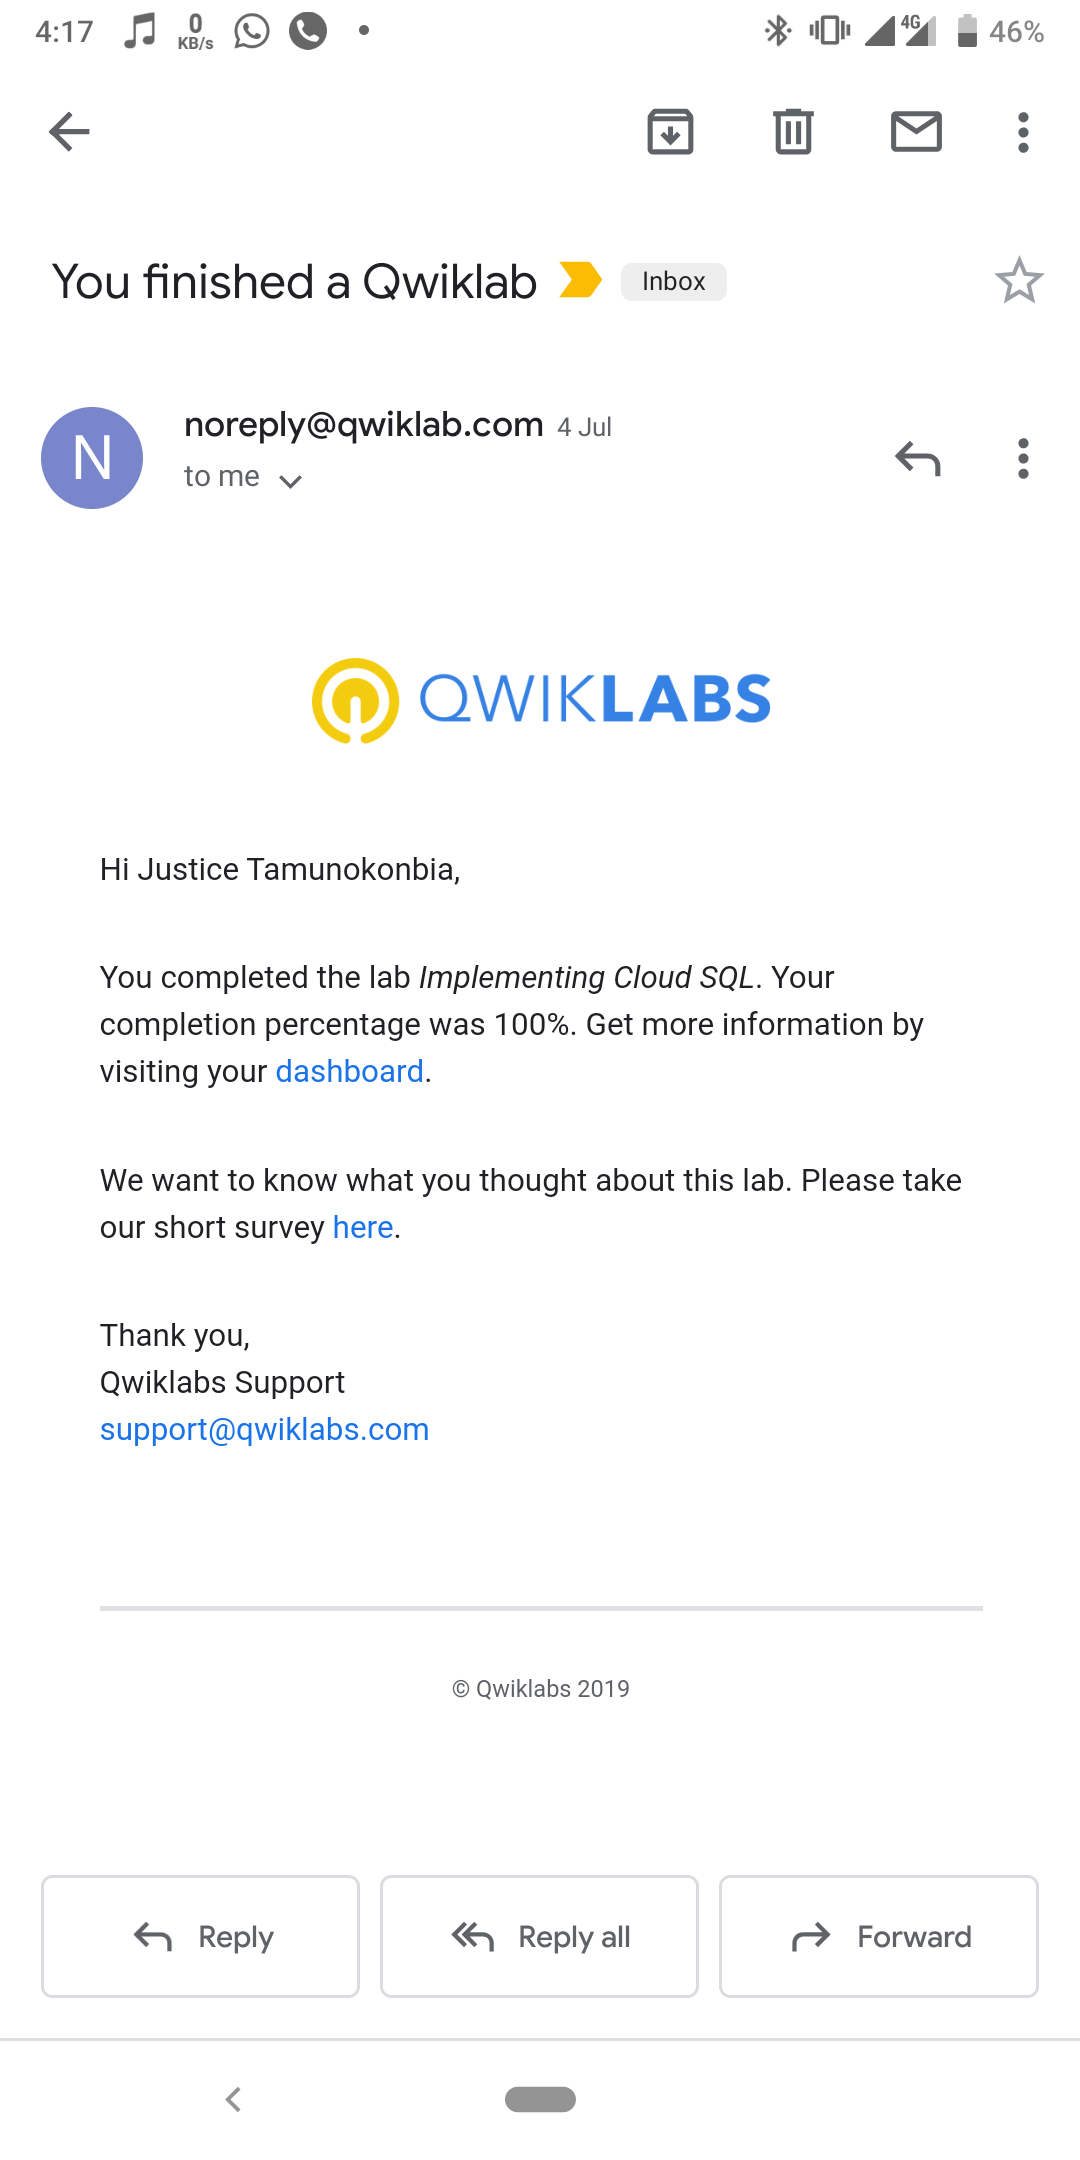 4:17
0
KB/s
4G
46%
You finished a Qwiklab
Inbox
N
noreply@qwiklab.com 4 Jul
to me
QWIKLABS
Hi Justice Tamunokonbia,
You completed the lab Implementing Cloud SQL. Your
completion percentage was 100%. Get more information by
visiting your dashboard.
We want to know what you thought about this lab. Please take
our short survey here.
Thank you,
Qwiklabs Support
support@qwiklabs.com
© Qwiklabs 2019
Reply
Reply all
Forward